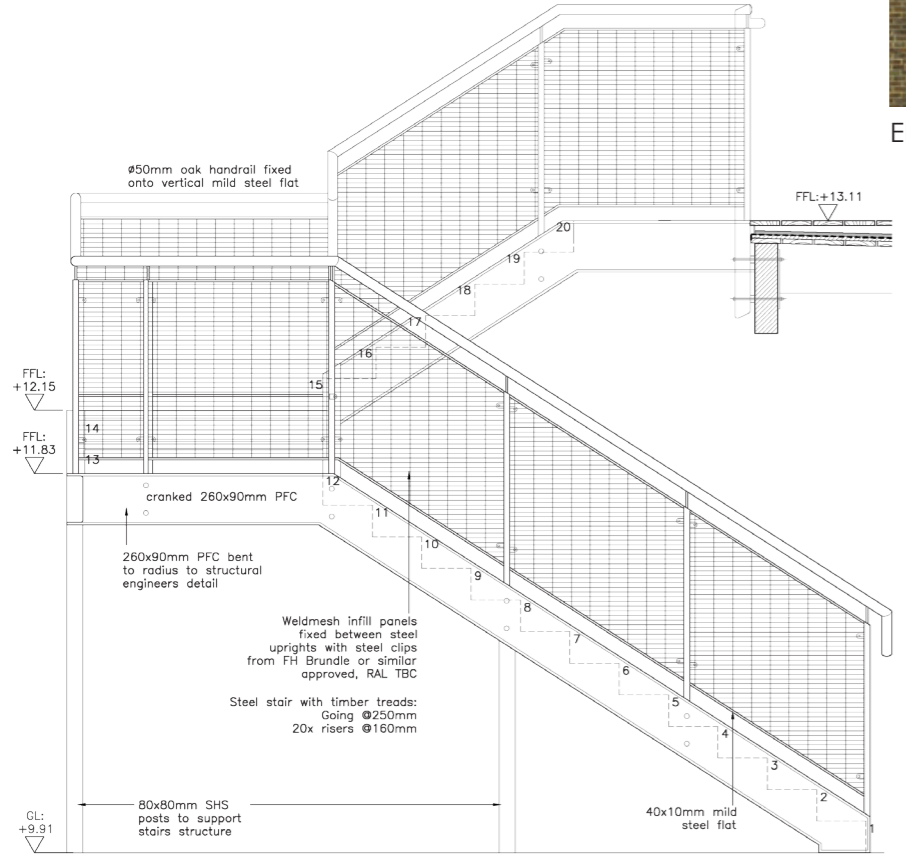 E
Ø50mm oak handrail fixed
onto vertical mild steel flat
FFL:+13.11
20
19
18
17
16
15
FFL:
+12.15
14
FFL:
+11.83
13
12
cranked 260x90mm PFC
11
260x90mm PFC bent
to radius to structural
engineers detail
10
9
8
Weldmesh infill panels
fixed between steel
uprights with steel clips
from FH Brundle or similar
approved, RAL TBC
7
6
Steel stair with timber treads:
Going @250mm
20x risers @160mm
5
4
3
2
80x80mm SHS
posts to support
stairs structure
40x10mm mild
steel flat
1
GL:
+9.91